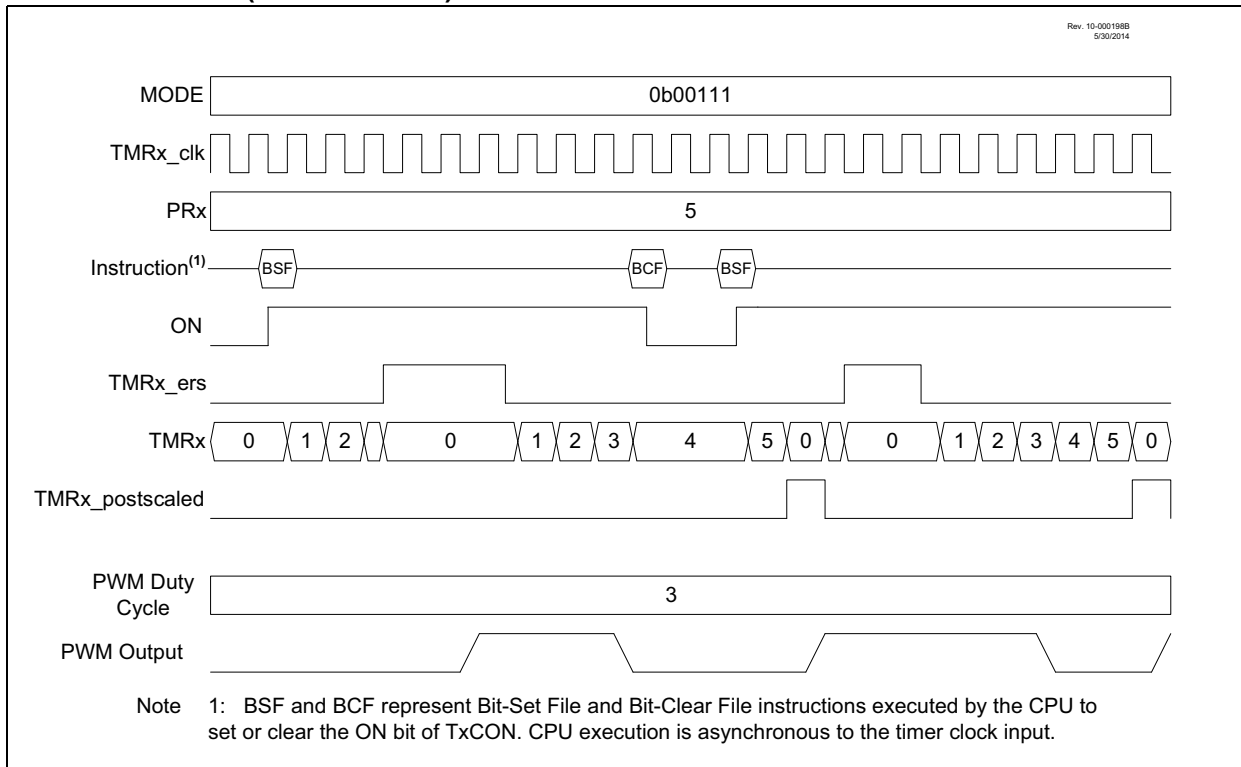 Rev. 10-000198B
5/30/2014
MODE 0b00111
TMRx_clk
PRx 5
Instruction(1) BSF BCF BSF
ON
TMRx_ers
TMRx 0 1 2 0 1 2 3 4 5 0 0 1 2 3 4 5 0
TMRx_postscaled
PWM Duty
Cycle 3
PWM Output
Note 1: BSF and BCF represent Bit-Set File and Bit-Clear File instructions executed by the CPU to
set or clear the ON bit of TxCON. CPU execution is asynchronous to the timer clock input.